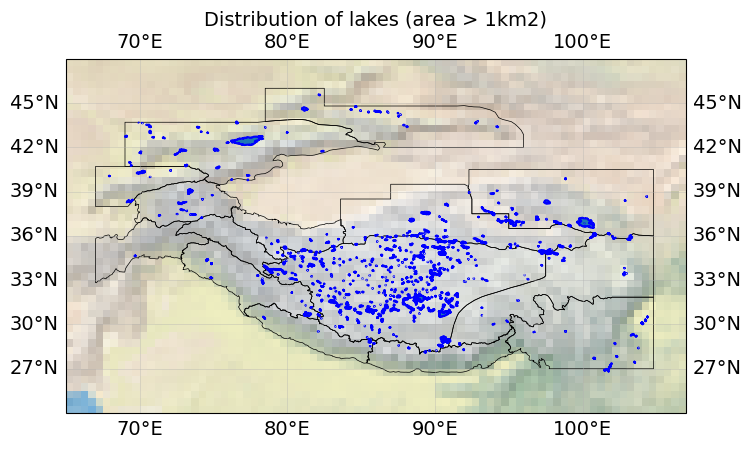 Distribution of lakes (area > 1km2)
70°E 80°E 90°E 100°E
45°N 45°N
42°N 42°N
39°N 39°N
36°N 36°N
33°N 33°N
30°N 30°N
27°N 27°N
70°E 80°E 90°E 100°E